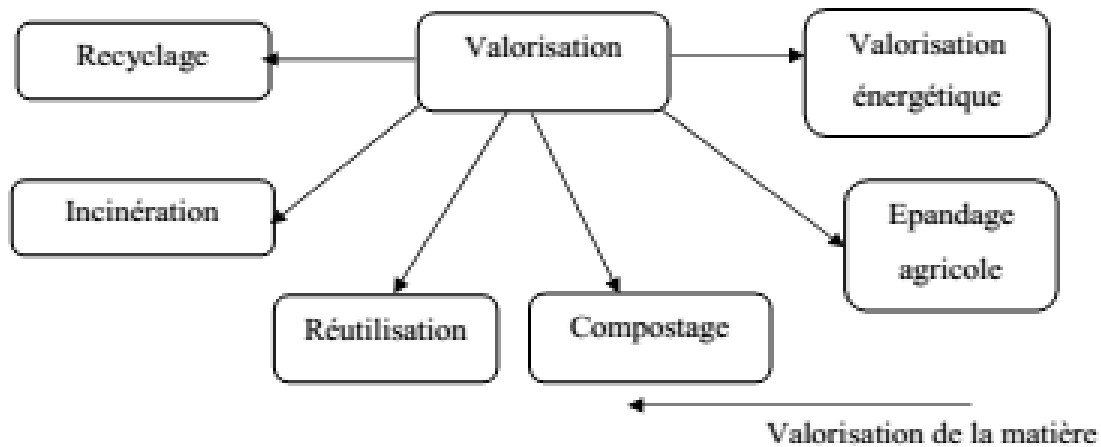 Recyclage
Valorisation
Valorisation
énergétique
Incinération
Epandage
agricole
Réutilisation
Compostage
Valorisation de la matière